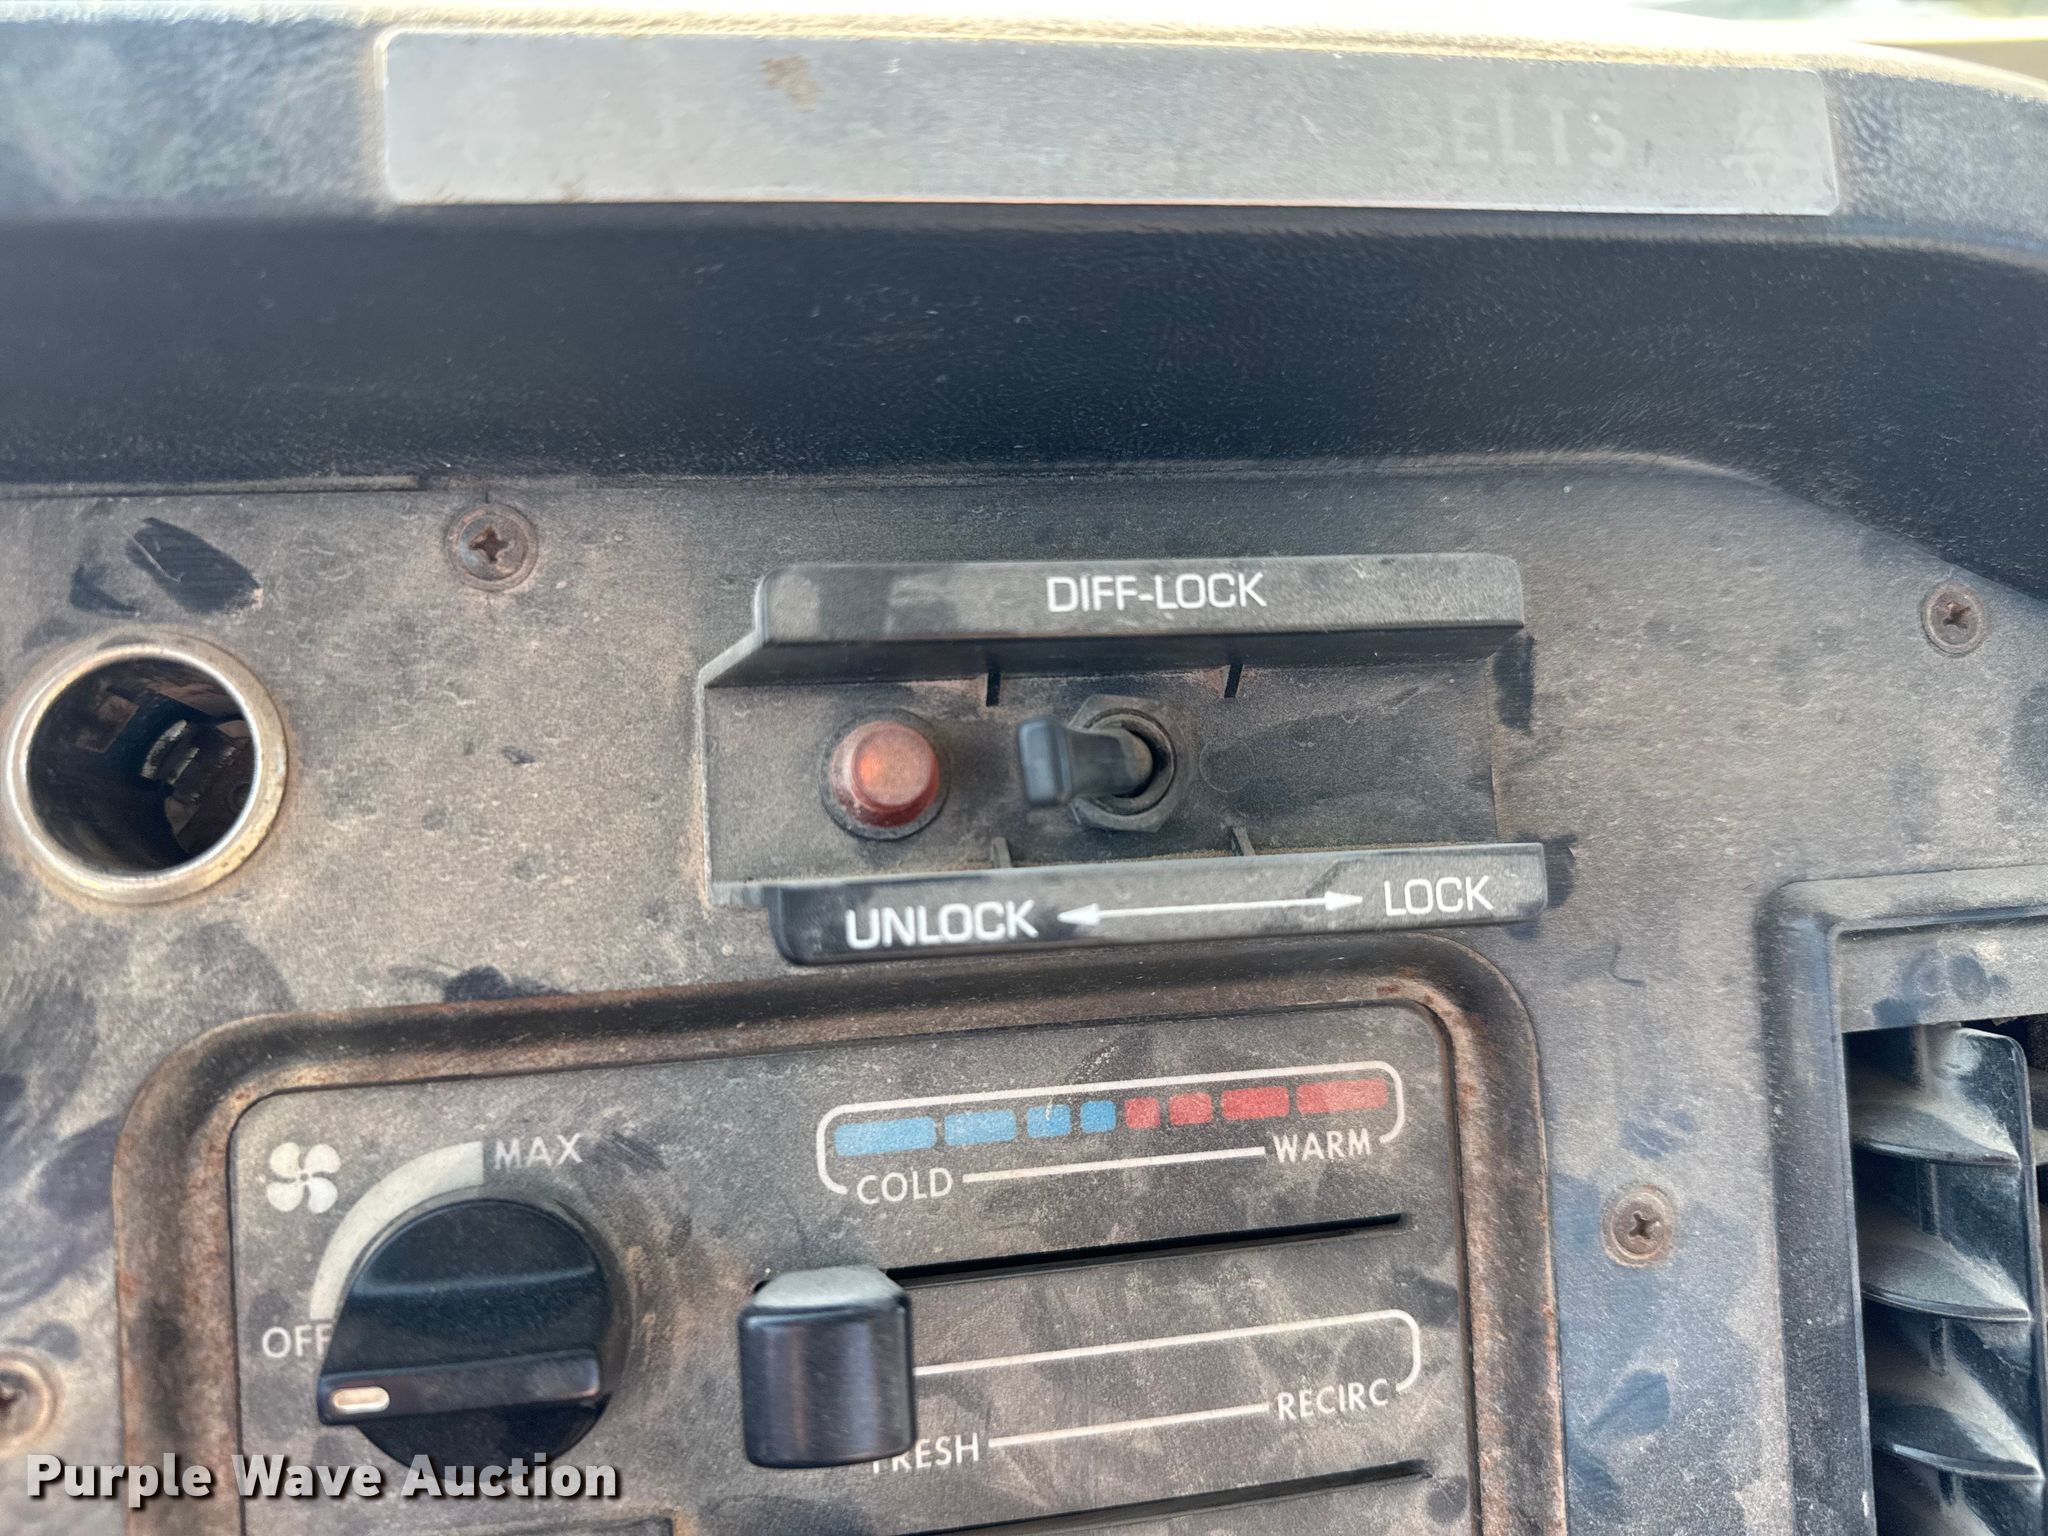 ELTS
DIFF-LOCK
UNLOCK LOCK
MAX
COLD WARM
OFF
RECIRC
FRESH
Purple Wave Auction